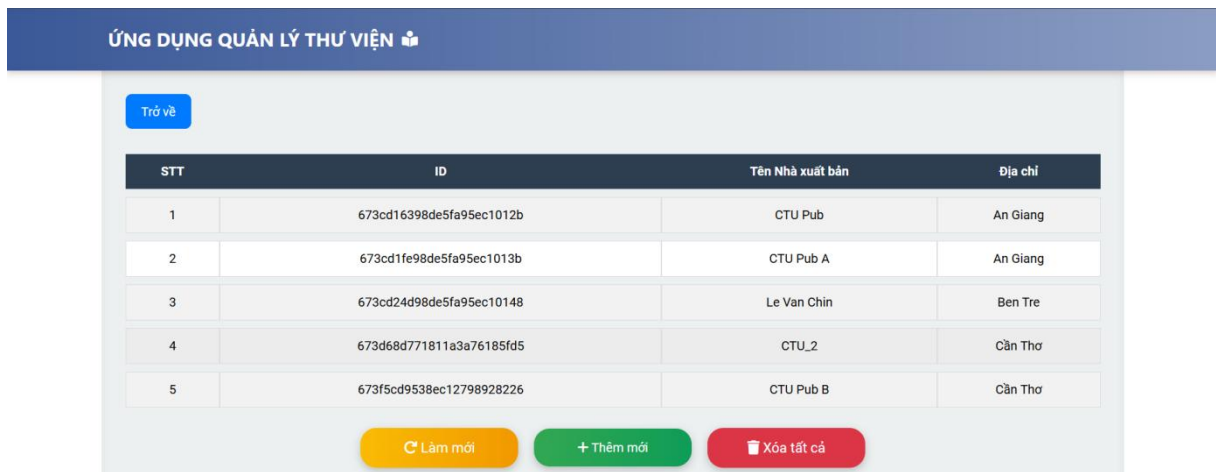 ỨNG DỤNG QUẢN LÝ THƯ VIỆN
Trở về
STT ID Tên Nhà xuất bản Địa chỉ
1 673cd16398de5fa95ec1012b CTU Pub An Giang
2 673cd1fe98de5fa95ec1013b CTU Pub A An Giang
3 673cd24d98de5fa95ec10148 Le Van Chin Ben Tre
4 673d68d771811a3a76185fd5 CTU_2 Cần Thơ
5 673f5cd9538ec12798928226 CTU Pub B Cần Thơ
Làm mới + Thêm mới Xóa tất cả